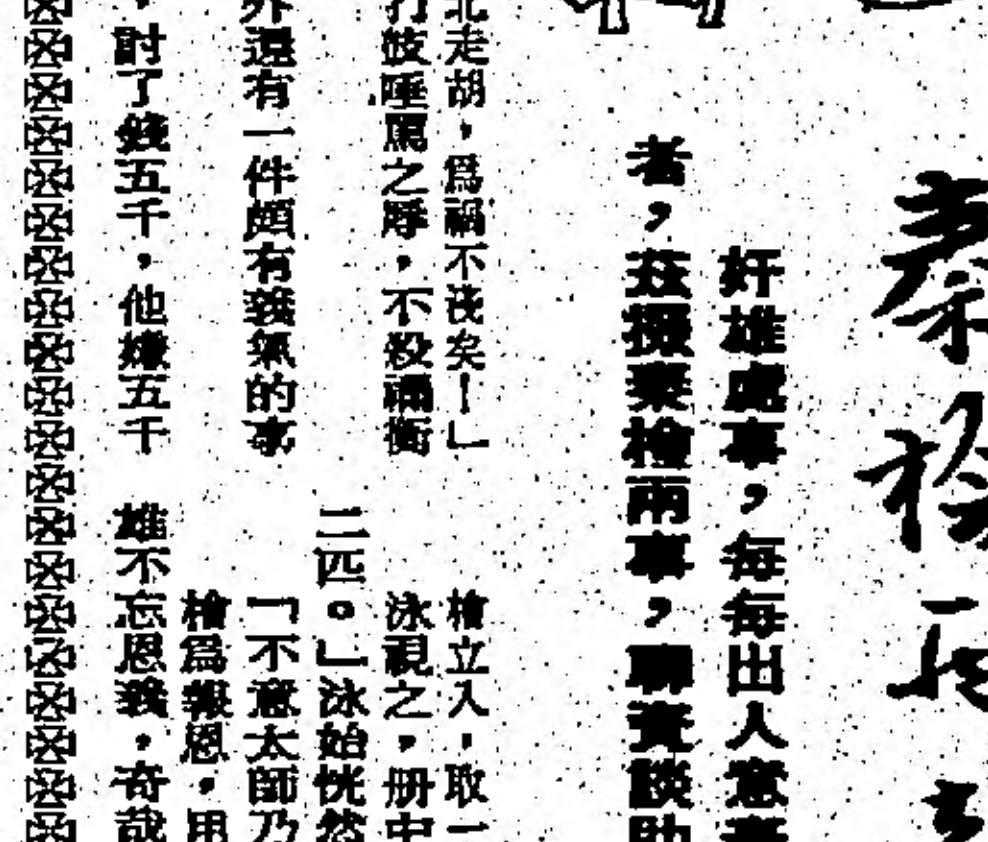 奸雄處事，每每出人意
者，茲摭秦檜兩事，聊資談助
北走胡，爲禍不淺矣！」
打鼓唾罵之辱，不殺禰衡
外還有一件頗有義氣的事
，討了錢五千，他嫌五千
檜立入，取一
泳視之，册中
二匹。」泳始恍然
「不意太師乃
檜爲報恩，用
雄不忘恩義，奇哉